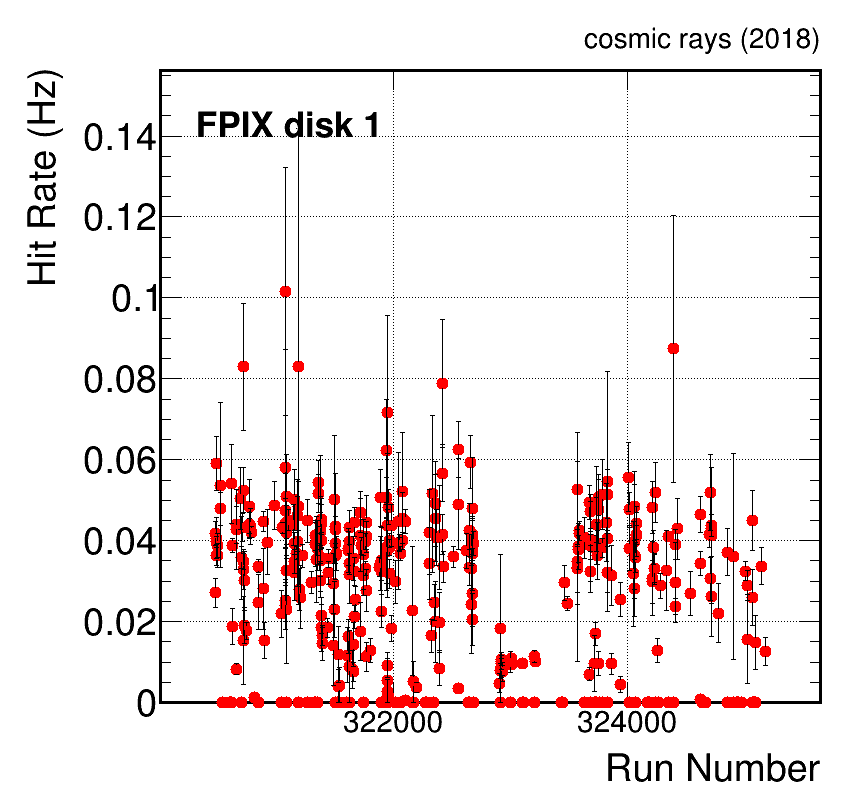 cosmic rays (2018)
Hit Rate (Hz)
FPIX disk 1
0.14
0.12
0.1
0.08
0.06
0.04
0.02
0
322000
324000
Run Number